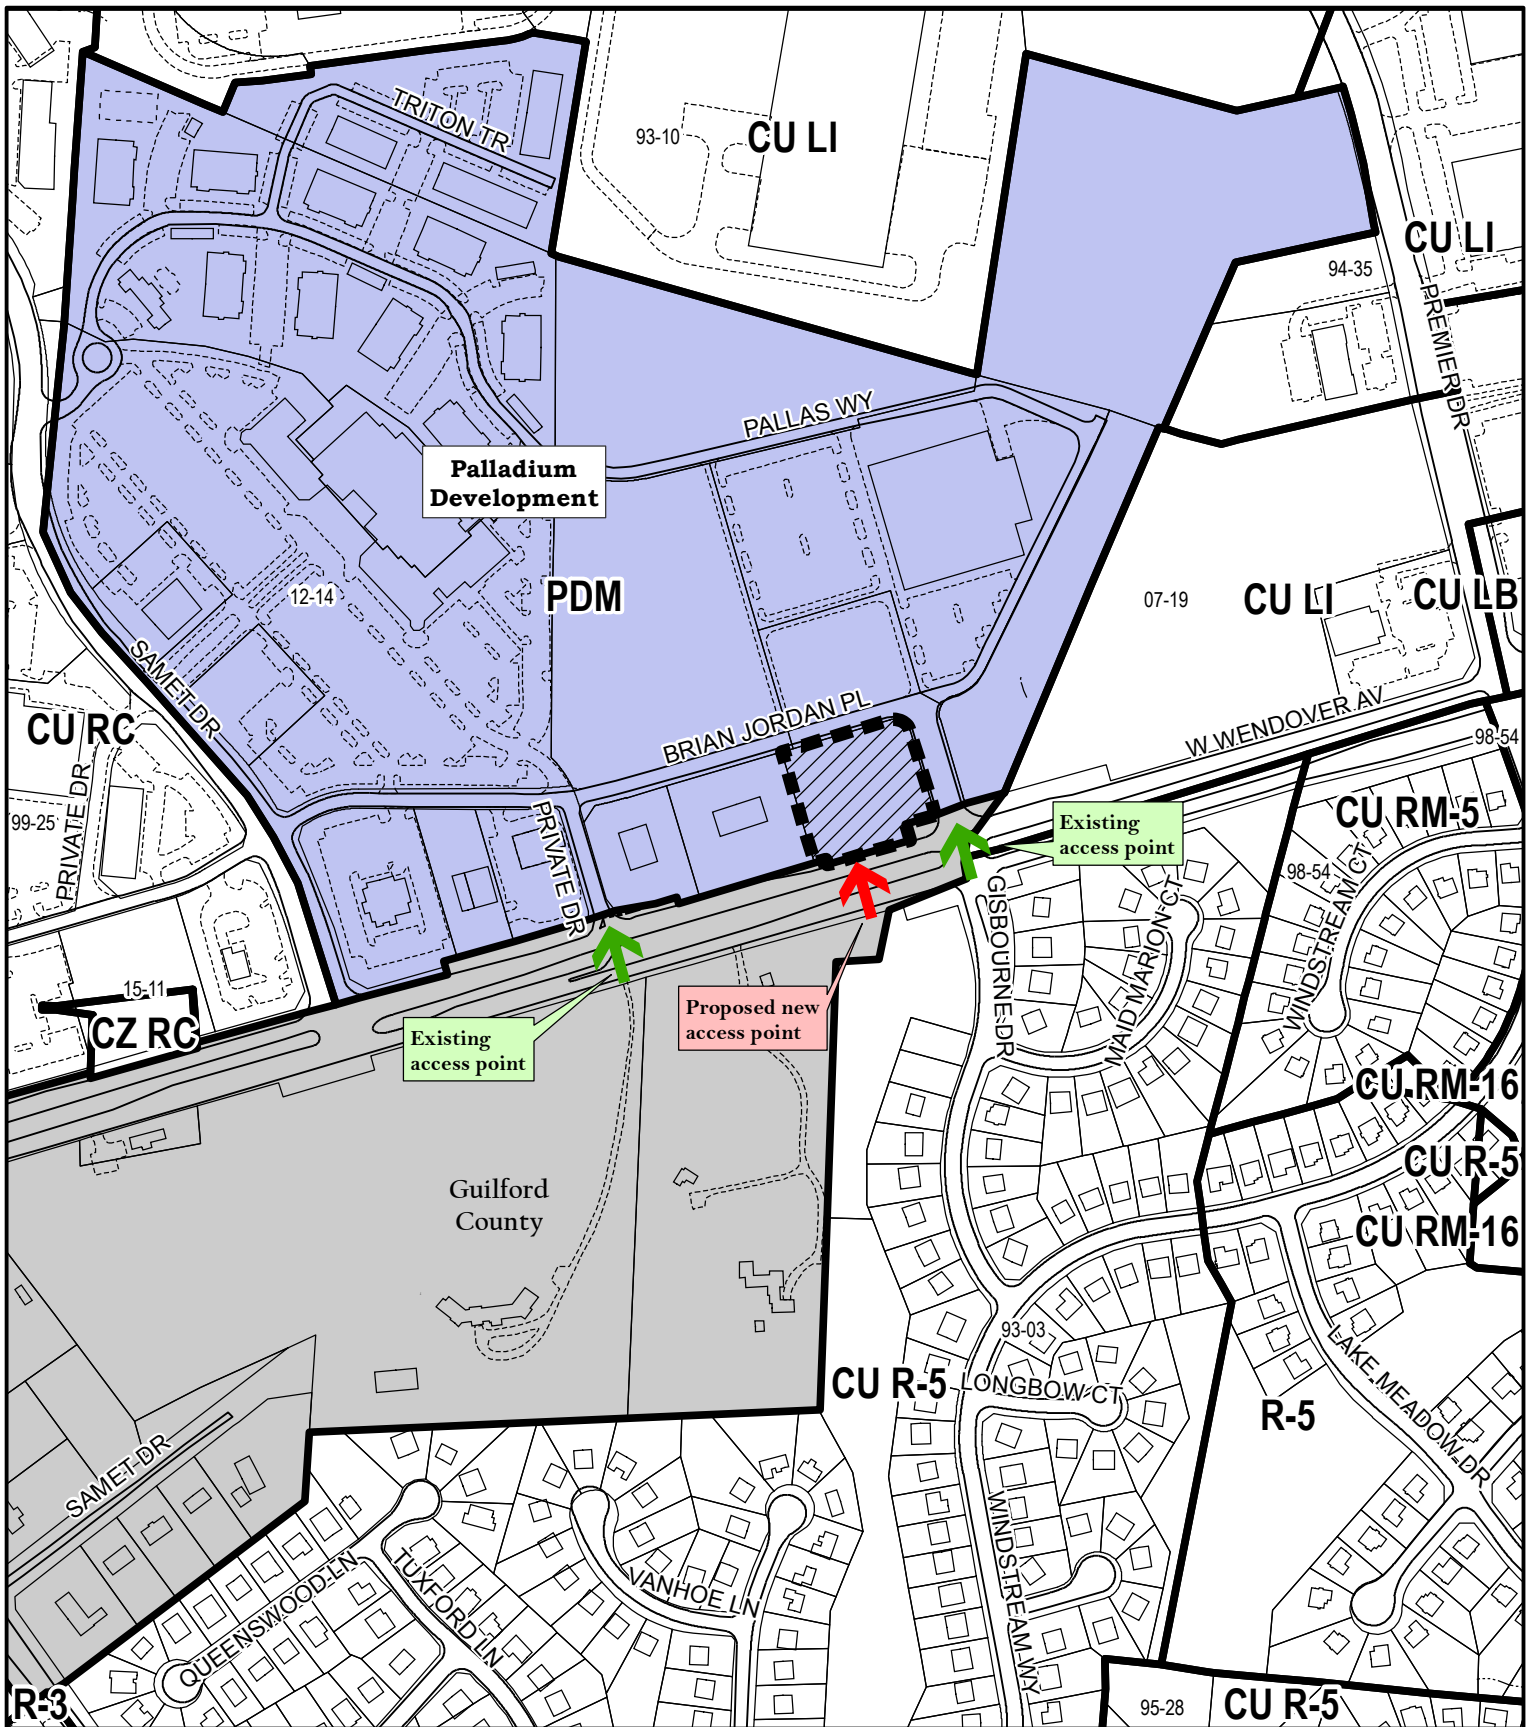 TRITON TR
93-10
CU LI
CU LI
94-35
PREMIER DR
PALLAS WY
Palladium
Development
12-14
PDM
07-19
CU LI
CU LB
SAMET DR
CU RC
BRIAN JORDAN PL
W WENDOVER AV
98-54
PRIVATE DR
99-25
PRIVATE DR
Existing
access point
CU RM-5
98-54
WINDSTREAM CT
GISBOURNE DR
MAID MARION CT
15-11
CZ RC
Existing
access point
Proposed new
access point
CU RM-16
CU R-5
CU RM-16
Guilford
County
93-03
CU R-5
LONGBOW CT
LAKE MEADOW DR
R-5
SAMET DR
QUEENSWOOD LN
TUXFORD LN
VANHOE LN
WINDSTREAM WY
R-3
95-28
CU R-5